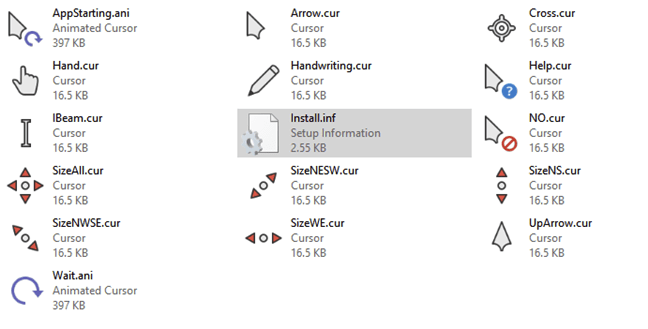 AppStarting.ani
Animated Cursor
397 KB
Arrow.cur
Cursor
16.5 KB
Cross.cur
Cursor
16.5 KB
Hand.cur
Cursor
16.5 KB
Handwriting.cur
Cursor
16.5 KB
Help.cur
Cursor
16.5 KB
IBeam.cur
Cursor
16.5 KB
Install.inf
Setup Information
2.55 KB
NO.cur
Cursor
16.5 KB
SizeAll.cur
Cursor
16.5 KB
SizeNESW.cur
Cursor
16.5 KB
SizeNS.cur
Cursor
16.5 KB
SizeNWSE.cur
Cursor
16.5 KB
SizeWE.cur
Cursor
16.5 KB
UpArrow.cur
Cursor
16.5 KB
Wait.ani
Animated Cursor
397 KB